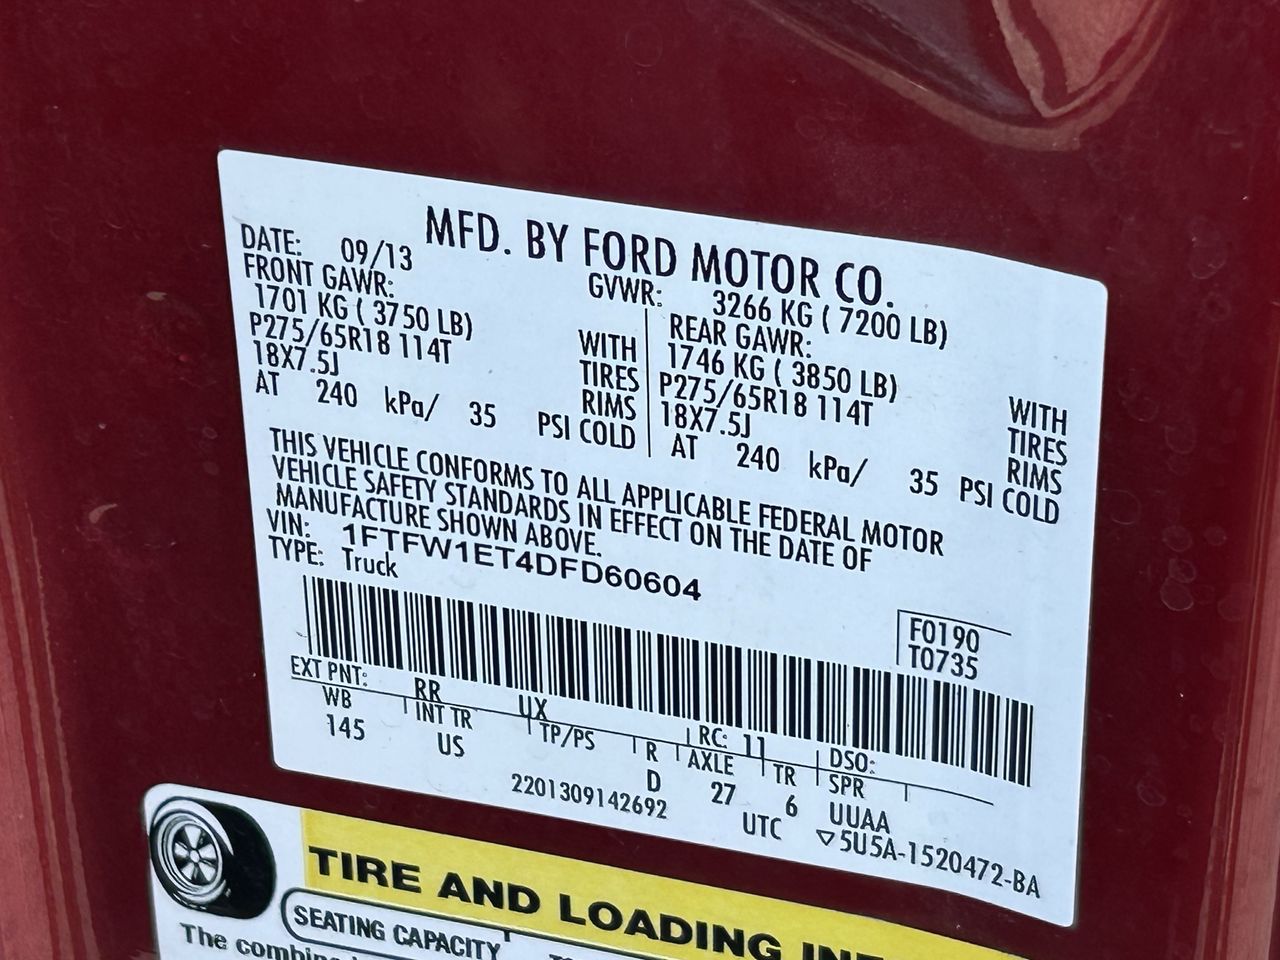 MFD. BY FORD MOTOR CO.
DATE: 09/13 GVWR: 3266 KG ( 7200 LB)
FRONT GAWR: REAR GAWR:
1701 KG ( 3750 LB) WITH 1746 KG ( 3850 LB) WITH
P275/65R18 114T TIRES P275/65R18 114T TIRES
18X7.5J RIMS 18X7.5J RIMS
AT 240 kPa/ 35 PSI COLD AT 240 kPa/ 35 PSI COLD
THIS VEHICLE CONFORMS TO ALL APPLICABLE FEDERAL MOTOR
VEHICLE SAFETY STANDARDS IN EFFECT ON THE DATE OF
MANUFACTURE SHOWN ABOVE.
VIN: 1FTFW1ET4DFD60604
TYPE: Truck
F0190
T0735
EXT PNT: RR UX RC: 11 DSO:
WB INT TR TP/PS R AXLE TR SPR
145 US D 27 6 UUAA
2201309142692 UTC ▽5U5A-1520472-BA
TIRE AND LOADING
SEATING CAPACITY
The